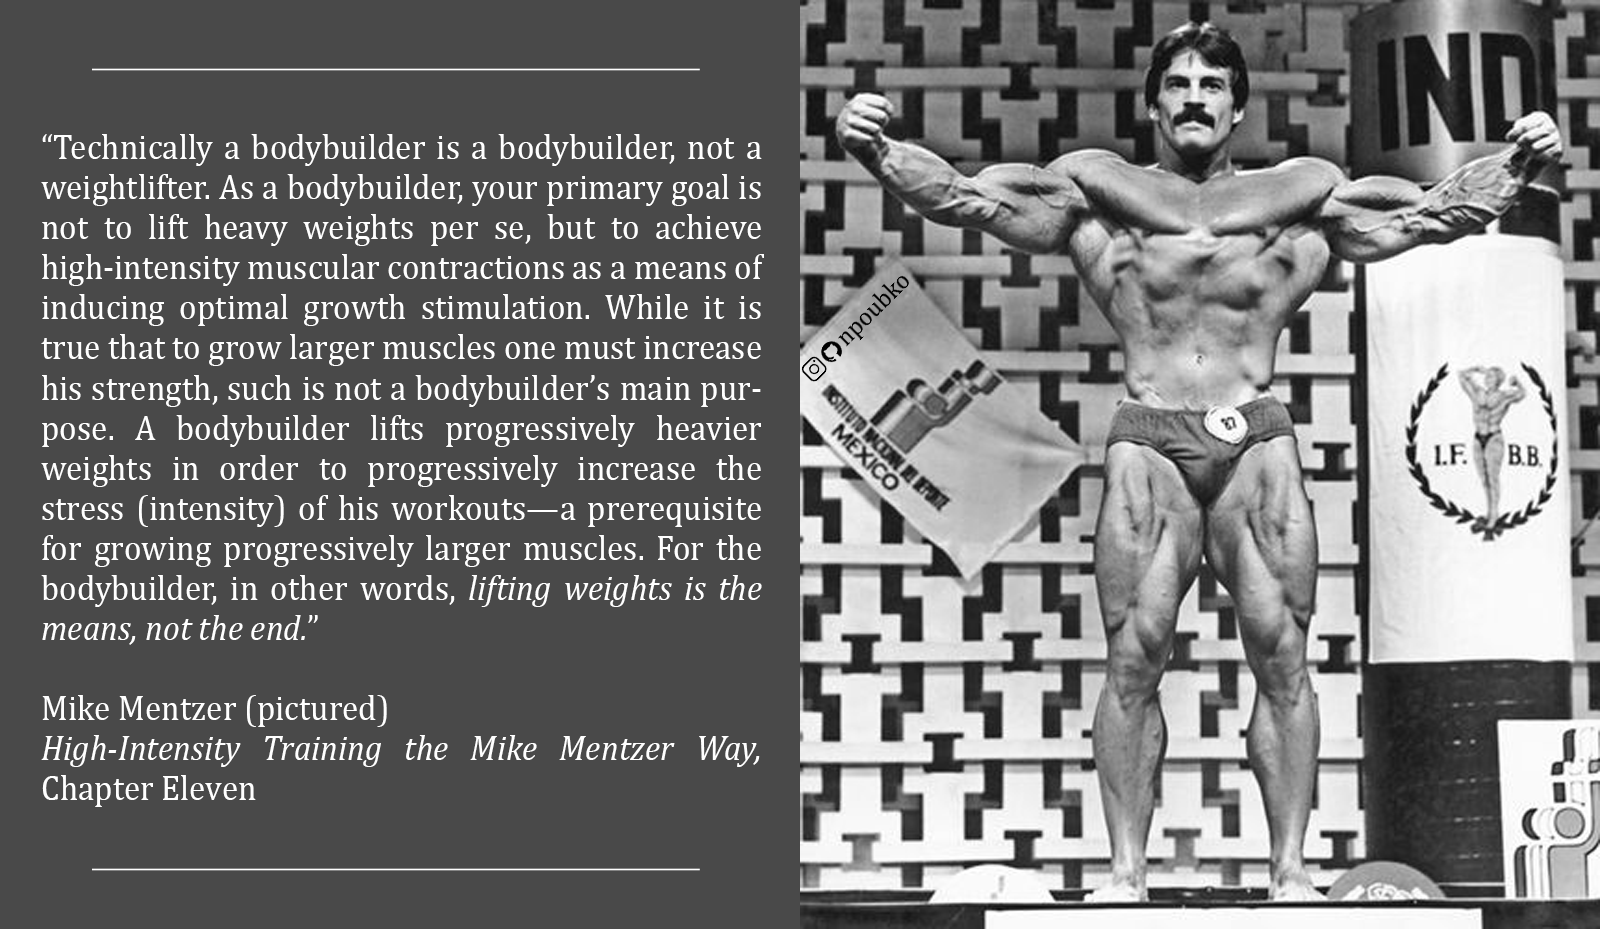 “Technically a bodybuilder is a bodybuilder, not a
weightlifter. As a bodybuilder, your primary goal is
not to lift heavy weights per se, but to achieve
high-intensity muscular contractions as a means of
inducing optimal growth stimulation. While it is
true that to grow larger muscles one must increase
his strength, such is not a bodybuilder’s main pur-
pose. A bodybuilder lifts progressively heavier
weights in order to progressively increase the
stress (intensity) of his workouts—a prerequisite
for growing progressively larger muscles. For the
bodybuilder, in other words, lifting weights is the
means, not the end.”
Mike Mentzer (pictured)
High-Intensity Training the Mike Mentzer Way,
Chapter Eleven
npoubko
INSTITUTO NACIONAL DEL DEPORTE
MEXICO
IND
I.F. B.B.